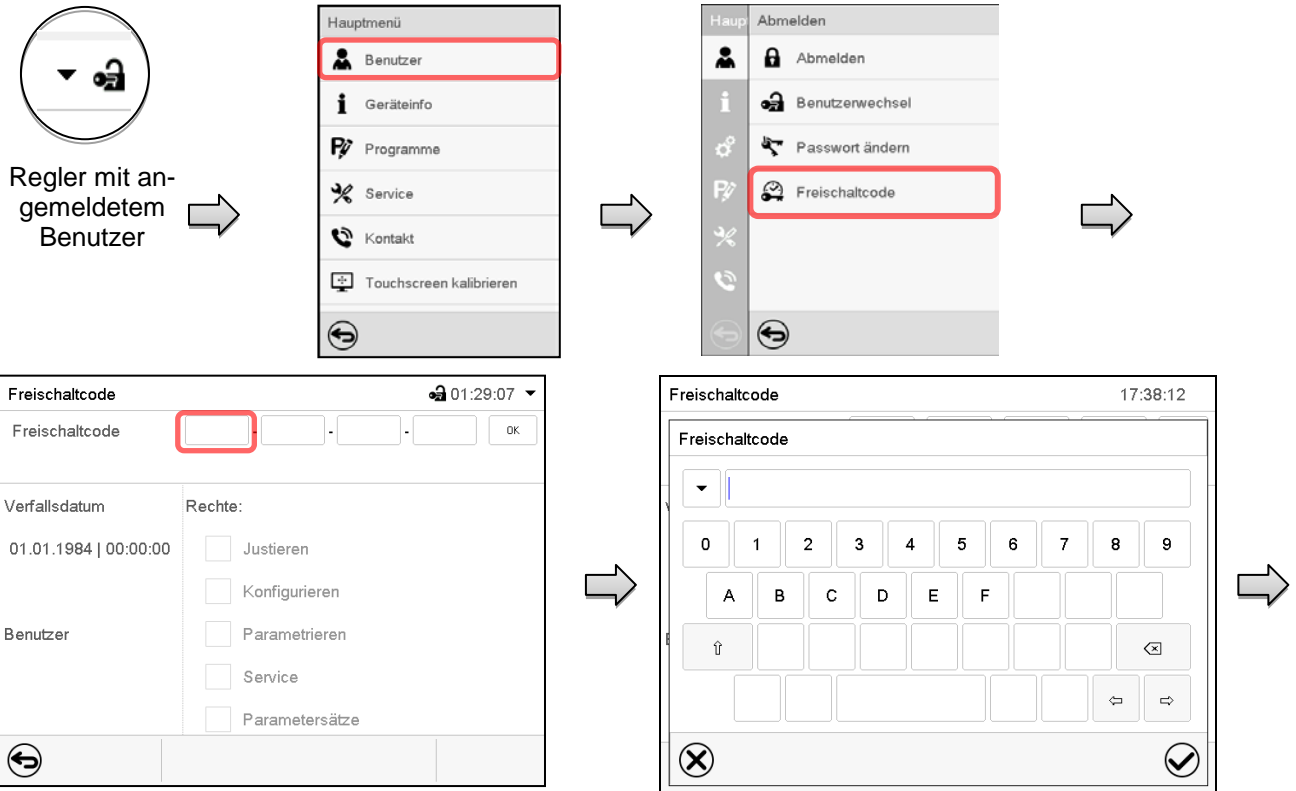 Regler mit an-
gemeldetem
Benutzer
Hauptmenü
Benutzer
Geräteinfo
Programme
Service
Kontakt
Touchscreen kalibrieren
Haup
Abmelden
Abmelden
Benutzerwechsel
Passwort ändern
Freischaltcode
Freischaltcode 01:29:07
Freischaltcode - - - OK
Verfallsdatum Rechte:
01.01.1984 | 00:00:00 Justieren
Konfigurieren
Benutzer Parametrieren
Service
Parametersätze
Freischaltcode 17:38:12
Freischaltcode
0 1 2 3 4 5 6 7 8 9
A B C D E F